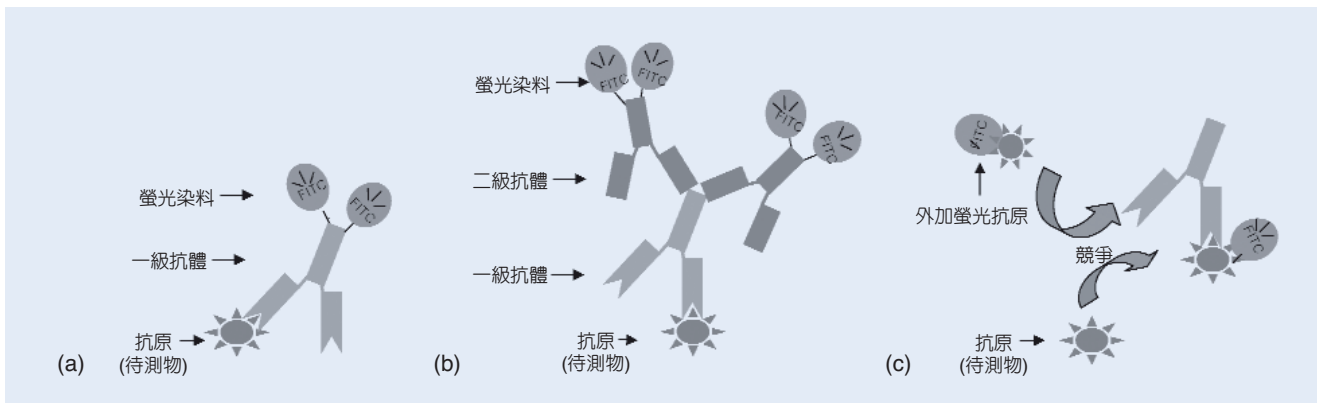 螢光染料
FITC
FITC
一級抗體
抗原
(待測物)
(a)
螢光染料
FITC
FITC
FITC
FITC
二級抗體
一級抗體
抗原
(待測物)
(b)
FITC
外加螢光抗原
競爭
FITC
抗原
(待測物)
(c)